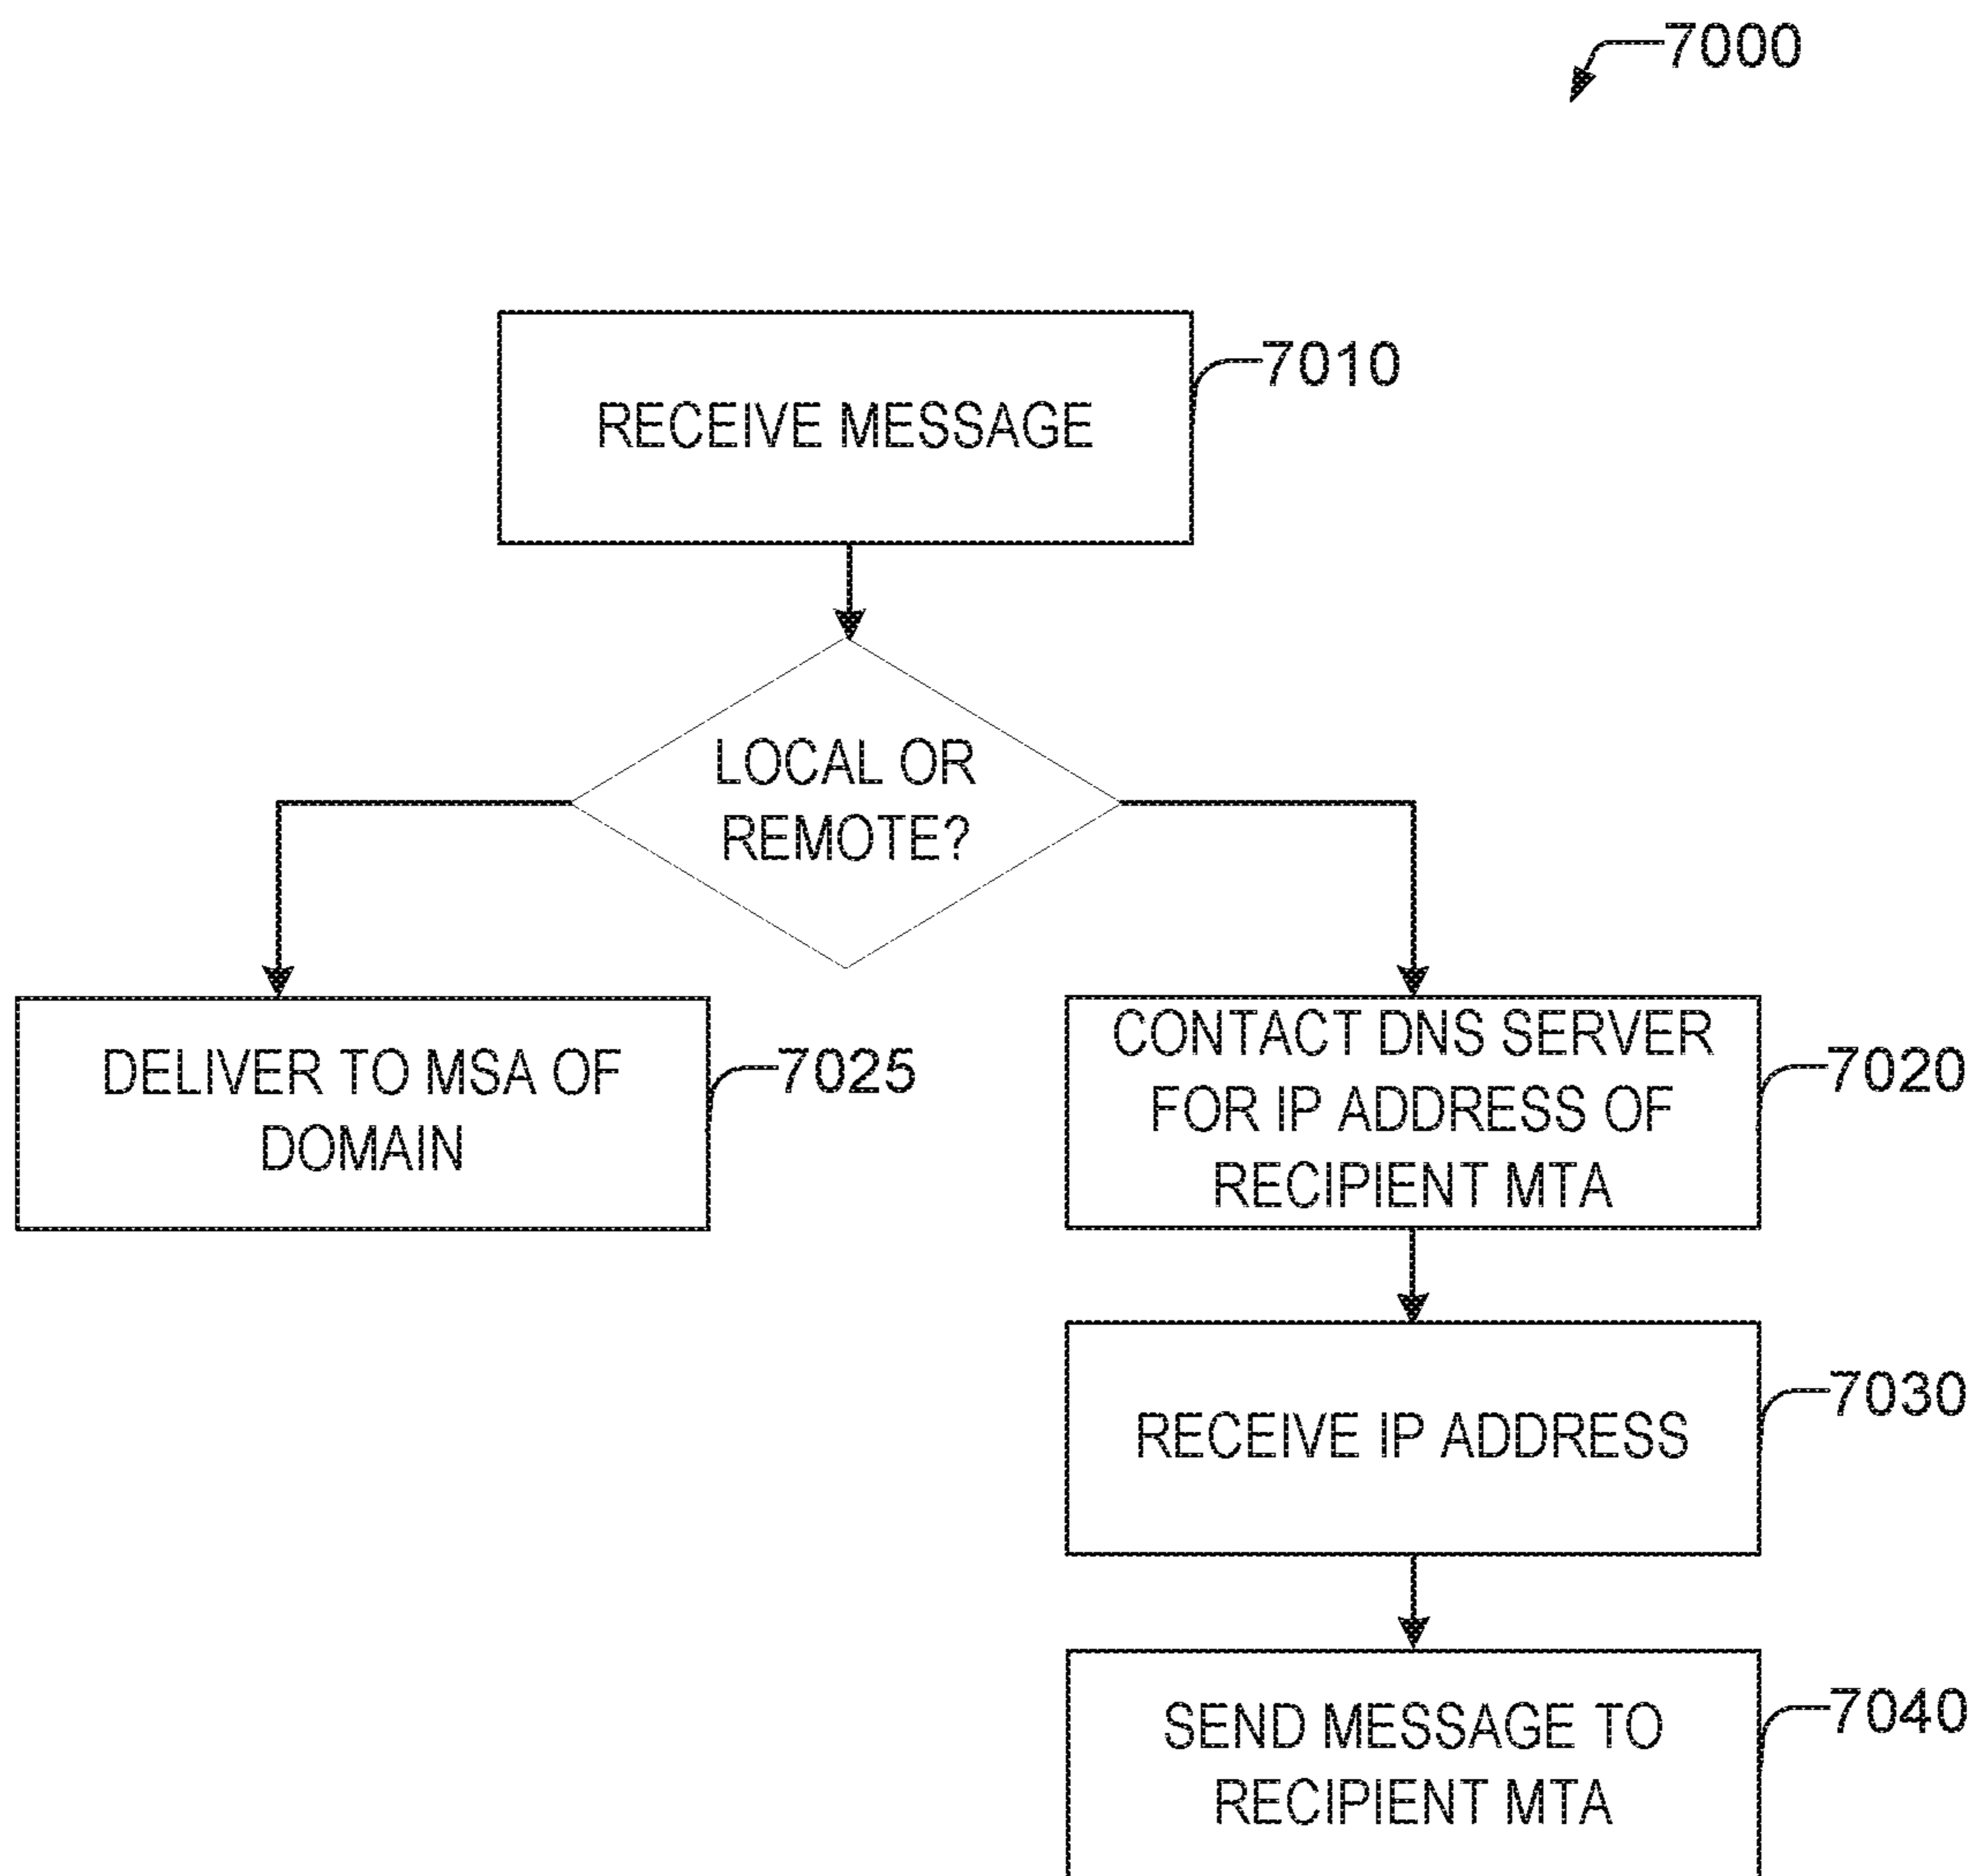 7000
7010
RECEIVE MESSAGE
LOCAL OR
REMOTE?
DELIVER TO MSA OF
DOMAIN
7025
CONTACT DNS SERVER
FOR IP ADDRESS OF
RECIPIENT MTA
7020
RECEIVE IP ADDRESS
7030
SEND MESSAGE TO
RECIPIENT MTA
7040